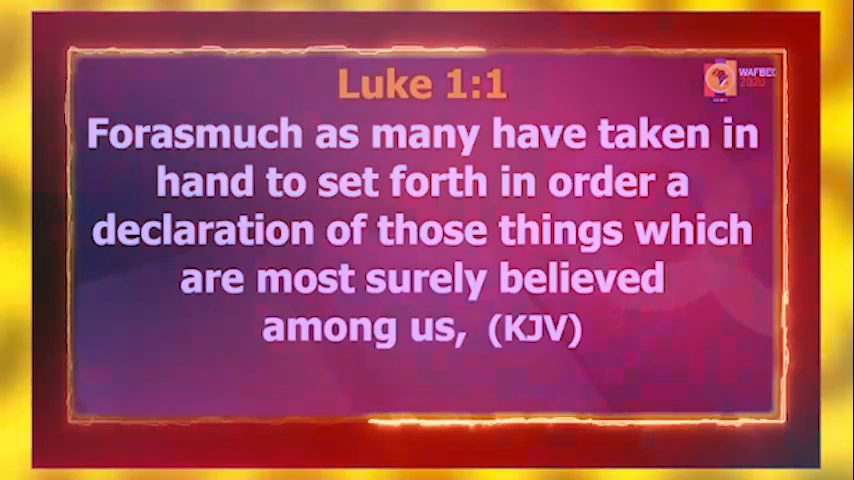 Luke 1:1
WAFBEC
2020
Forasmuch as many have taken in
hand to set forth in order a
declaration of those things which
are most surely believed
among us, (KJV)